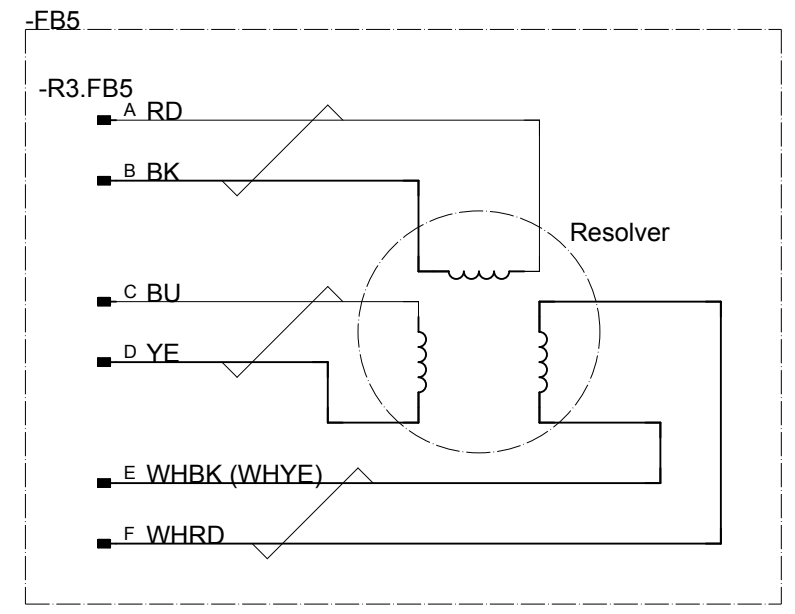 -FB5
-R3.FB5
A RD
B BK
Resolver
C BU
D YE
E WHBK (WHYE)
F WHRD